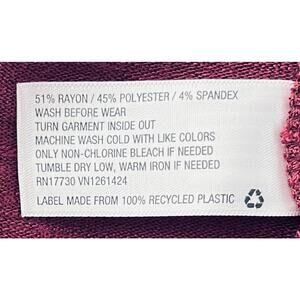 51% RAYON / 45% POLYESTER / 4% SPANDEX
WASH BEFORE WEAR
TURN GARMENT INSIDE OUT
MACHINE WASH COLD WITH LIKE COLORS
ONLY NON-CHLORINE BLEACH IF NEEDED
TUMBLE DRY LOW, WARM IRON IF NEEDED
RN17730 VN1261424
LABEL MADE FROM 100% RECYCLED PLASTIC